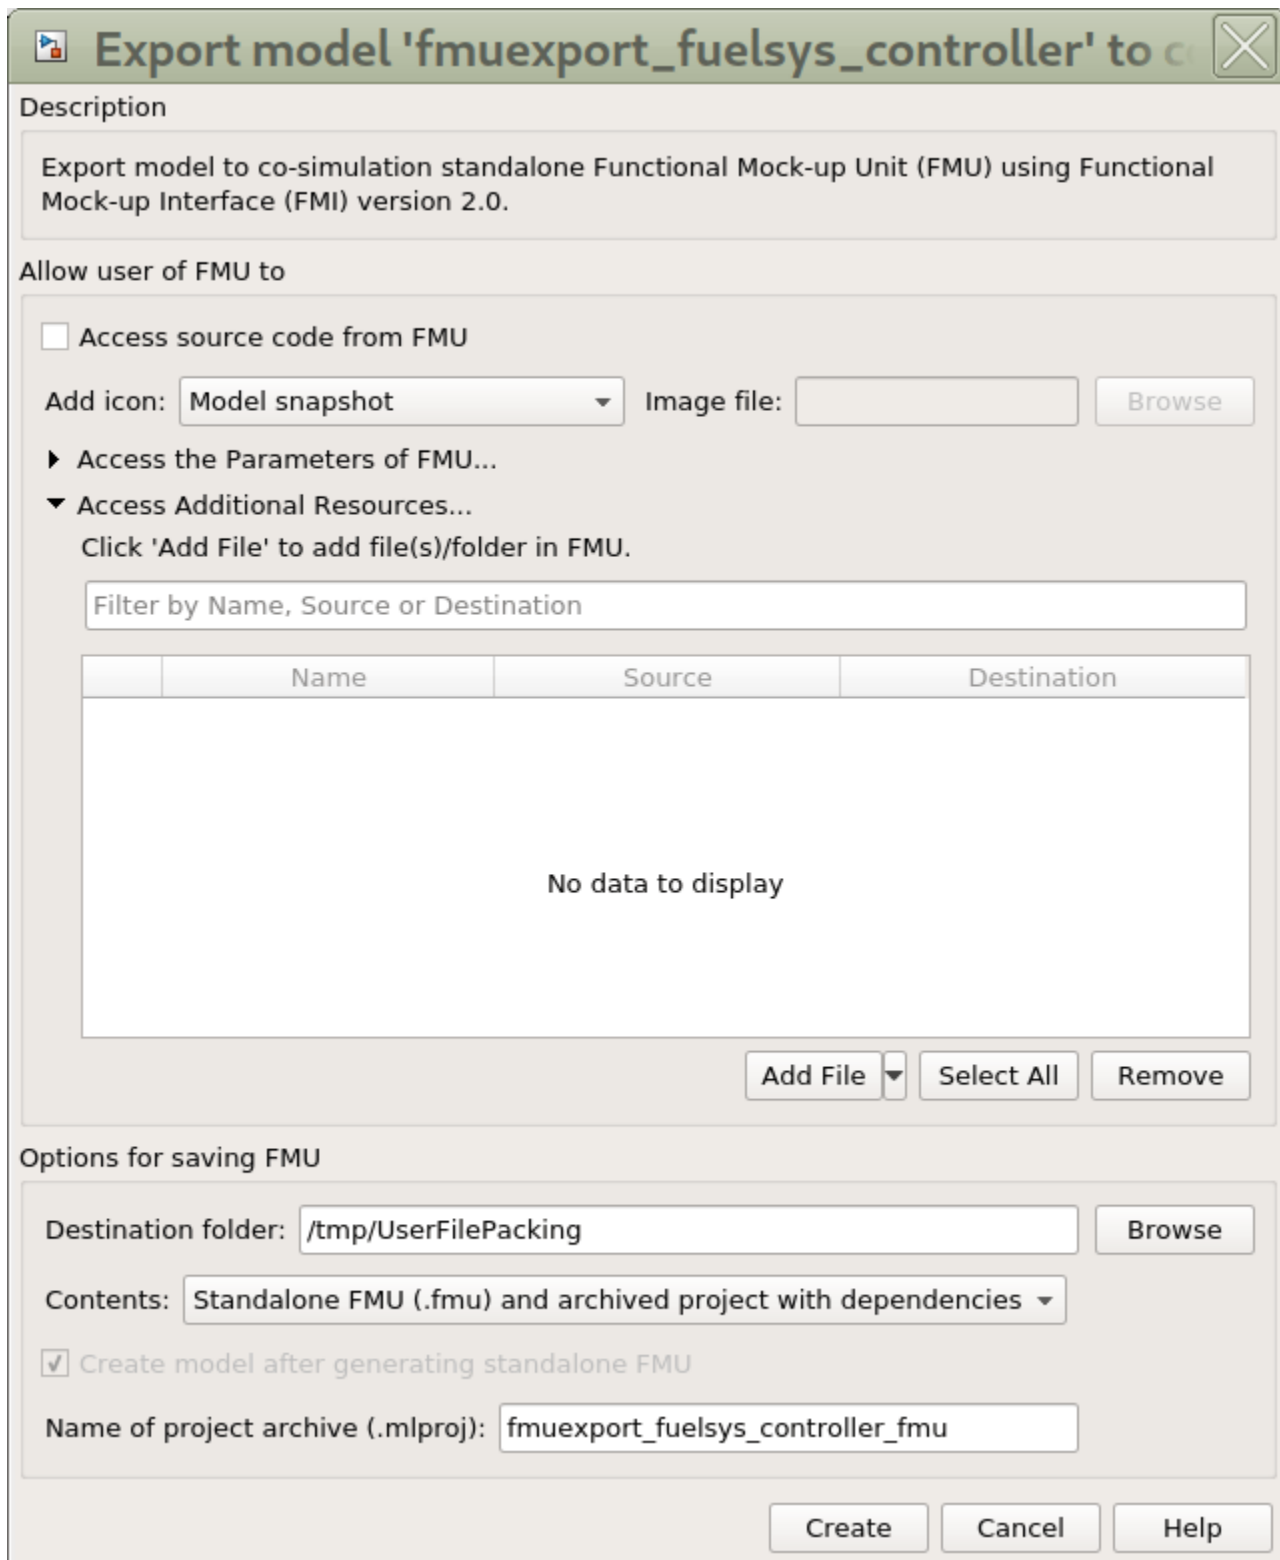 Export model 'fmuexport_fuelsys_controller' to
Description
Export model to co-simulation standalone Functional Mock-up Unit (FMU) using Functional
Mock-up Interface (FMI) version 2.0.
Allow user of FMU to
Access source code from FMU
Add icon: Model snapshot Image file: Browse
Access the Parameters of FMU...
Access Additional Resources...
Click 'Add File' to add file(s)/folder in FMU.
Filter by Name, Source or Destination
Name Source Destination
No data to display
Add File Select All Remove
Options for saving FMU
Destination folder: /tmp/UserFilePacking Browse
Contents: Standalone FMU (.fmu) and archived project with dependencies
Create model after generating standalone FMU
Name of project archive (.mlproj): fmuexport_fuelsys_controller_fmu
Create Cancel Help